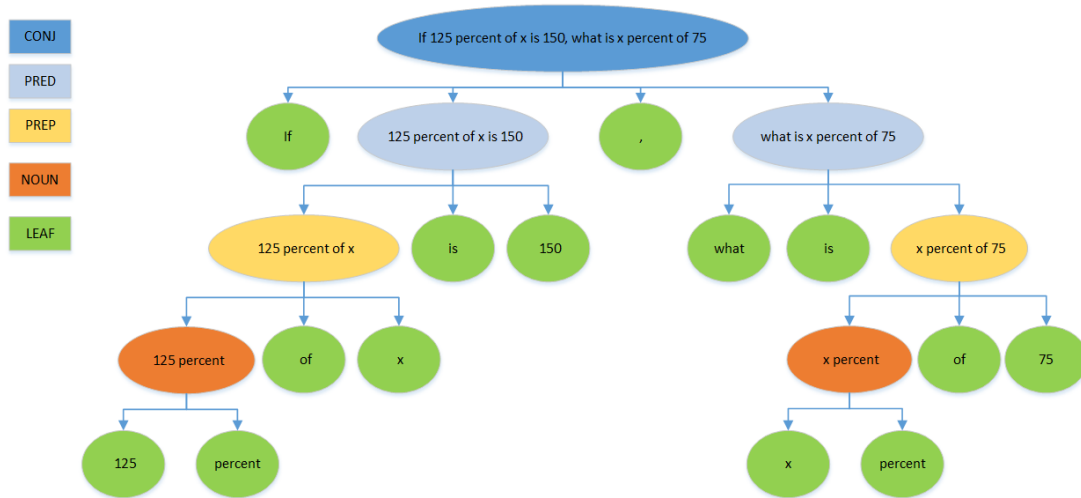 CONJ
PRED
PREP
NOUN
LEAF
If 125 percent of x is 150, what is x percent of 75
If
125 percent of x is 150
,
what is x percent of 75
125 percent of x
is
150
what
is
x percent of 75
125 percent
of
x
x percent
of
75
125
percent
x
percent